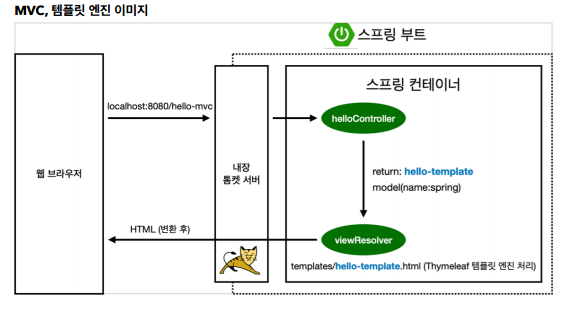 MVC, 템플릿 엔진 이미지
스프링 부트
스프링 컨테이너
localhost:8080/hello-mvc
helloController
웹 브라우저
내장
톰켓 서버
return: hello-template
model(name:spring)
HTML (변환 후)
viewResolver
templates/hello-template.html (Thymeleaf 템플릿 엔진 처리)